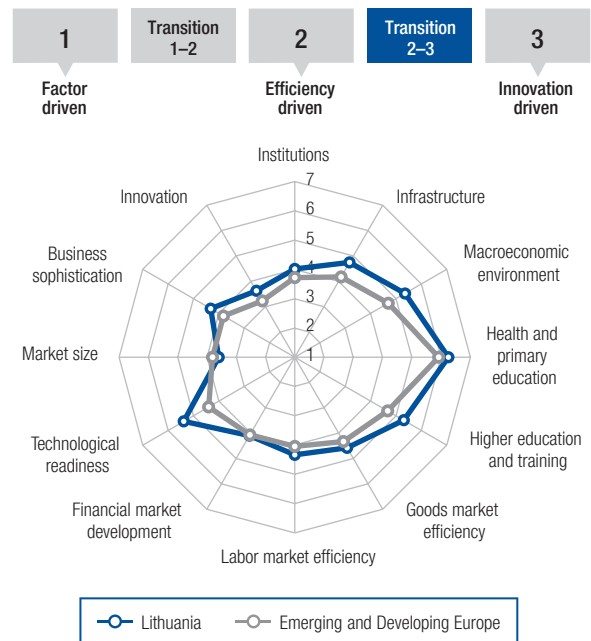 1
Transition
1–2
2
Transition
2–3
3
Factor
driven
Efficiency
driven
Innovation
driven
Institutions
Infrastructure
Macroeconomic
environment
Health and
primary
education
Higher education
and training
Goods market
efficiency
Labor market efficiency
Financial market
development
Technological
readiness
Market size
Business
sophistication
Innovation
7
6
5
4
3
2
1
Lithuania
Emerging and Developing Europe